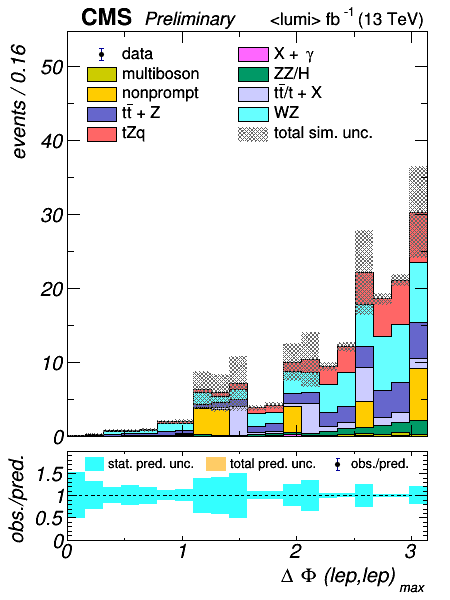 CMS Preliminary <lumi> fb⁻¹ (13 TeV)
events / 0.16
50
40
30
20
10
0
data
multiboson
nonprompt
tt̄ + Z
tZq
X + γ
ZZ/H
tt̄/t + X
WZ
total sim. unc.
obs./pred.
1.5
1
0.5
0
stat. pred. unc. total pred. unc. obs./pred.
0 1 2 3
Δ Φ (lep,lep) max